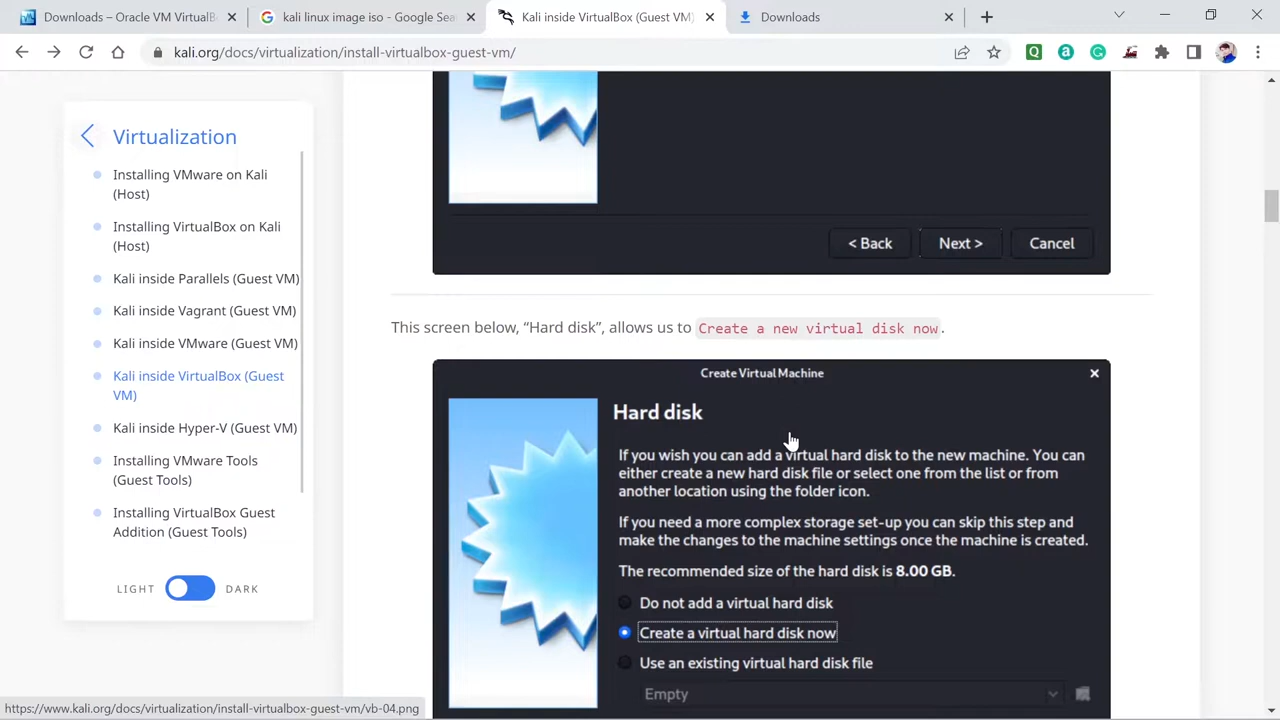 Downloads – Oracle VM VirtualB
kali linux image iso - Google Sea
Kali inside VirtualBox (Guest VM)
Downloads
kali.org/docs/virtualization/install-virtualbox-guest-vm/
Virtualization
Installing VMware on Kali
(Host)
Installing VirtualBox on Kali
(Host)
Kali inside Parallels (Guest VM)
Kali inside Vagrant (Guest VM)
Kali inside VMware (Guest VM)
Kali inside VirtualBox (Guest
VM)
Kali inside Hyper-V (Guest VM)
Installing VMware Tools
(Guest Tools)
Installing VirtualBox Guest
Addition (Guest Tools)
LIGHT DARK
< Back Next > Cancel
This screen below, “Hard disk”, allows us to Create a new virtual disk now.
Create Virtual Machine
Hard disk
If you wish you can add a virtual hard disk to the new machine. You can
either create a new hard disk file or select one from the list or from
another location using the folder icon.
If you need a more complex storage set-up you can skip this step and
make the changes to the machine settings once the machine is created.
The recommended size of the hard disk is 8.00 GB.
Do not add a virtual hard disk
Create a virtual hard disk now
Use an existing virtual hard disk file
Empty
https://www.kali.org/docs/virtualization/install-virtualbox-guest-vm/vb-04.png